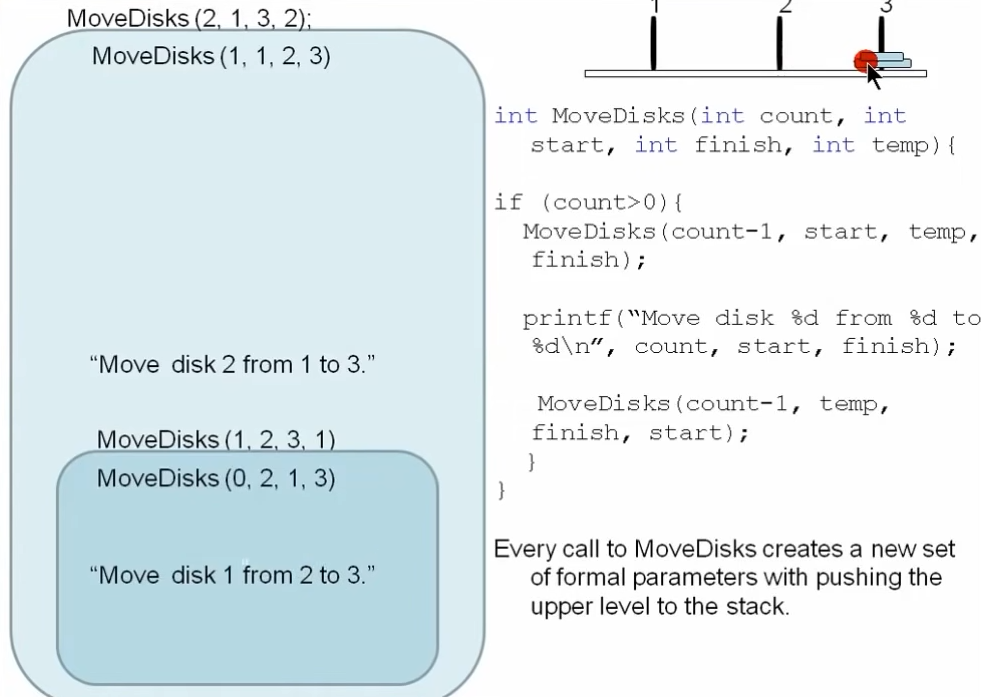 MoveDisks (2, 1, 3, 2);
MoveDisks (1, 1, 2, 3)
“Move disk 2 from 1 to 3.”
MoveDisks (1, 2, 3, 1)
MoveDisks (0, 2, 1, 3)
“Move disk 1 from 2 to 3.”
1 2 3
int MoveDisks(int count, int
start, int finish, int temp){
if (count>0){
MoveDisks(count-1, start, temp,
finish);
printf(“Move disk %d from %d to
%d\n”, count, start, finish);
MoveDisks(count-1, temp,
finish, start);
}
}
Every call to MoveDisks creates a new set
of formal parameters with pushing the
upper level to the stack.